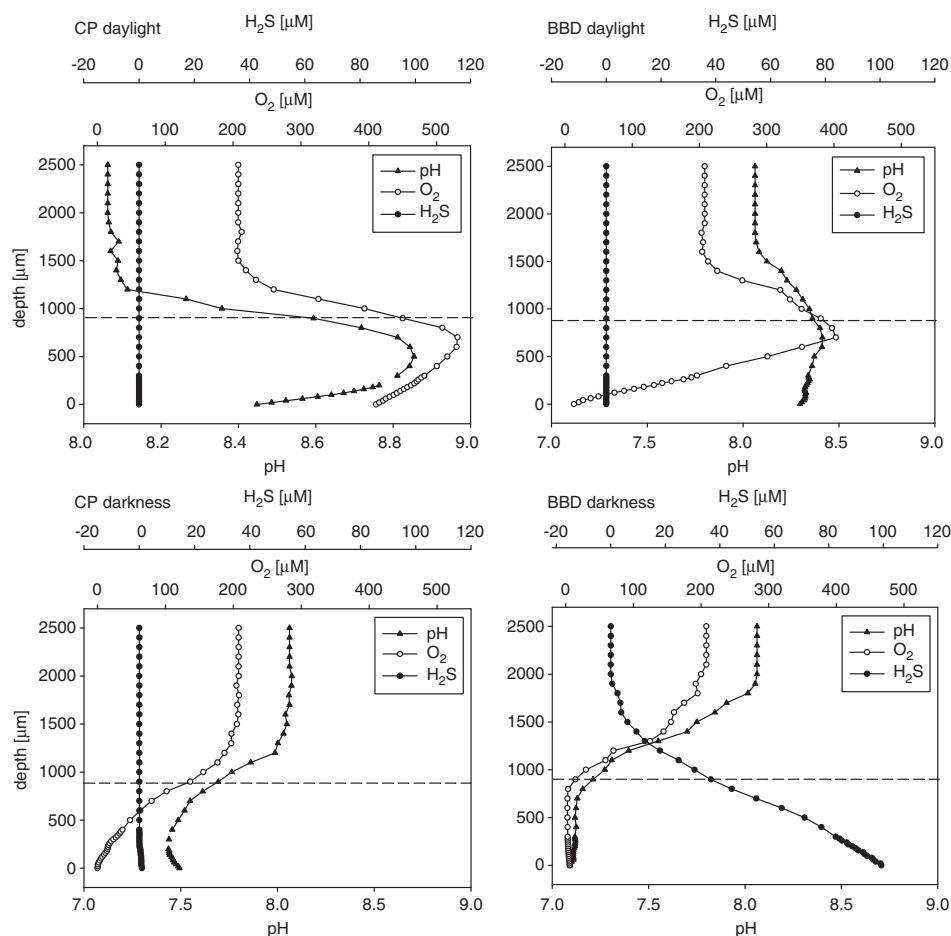 CP daylight
H2S [µM]
-20 0 20 40 60 80 100 120
O2 [µM]
0 100 200 300 400 500
pH
O2
H2S
depth [µm]
2500
2000
1500
1000
500
0
8.0 8.2 8.4 8.6 8.8 9.0
pH
BBD daylight
H2S [µM]
-20 0 20 40 60 80 100 120
O2 [µM]
0 100 200 300 400 500
pH
O2
H2S
2500
2000
1500
1000
500
0
7.0 7.5 8.0 8.5 9.0
pH
CP darkness
H2S [µM]
-20 0 20 40 60 80 100 120
O2 [µM]
0 100 200 300 400 500
pH
O2
H2S
depth [µm]
2500
2000
1500
1000
500
0
7.0 7.5 8.0 8.5 9.0
pH
BBD darkness
H2S [µM]
-20 0 20 40 60 80 100 120
O2 [µM]
0 100 200 300 400 500
pH
O2
H2S
2500
2000
1500
1000
500
0
7.0 7.5 8.0 8.5 9.0
pH